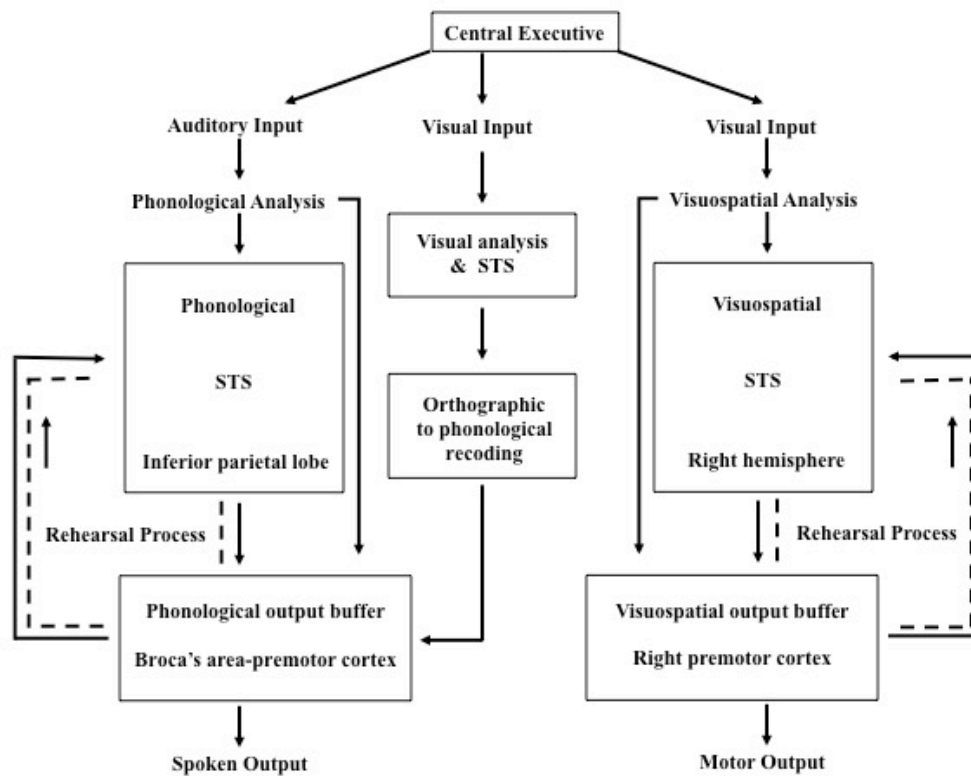 Central Executive
Auditory Input
Visual Input
Visual Input
Phonological Analysis
Visuospatial Analysis
Visual analysis
& STS
Phonological
STS
Inferior parietal lobe
Visuospatial
STS
Right hemisphere
Orthographic
to phonological
recoding
Rehearsal Process
Rehearsal Process
Phonological output buffer
Broca's area-premotor cortex
Visuospatial output buffer
Right premotor cortex
Spoken Output
Motor Output